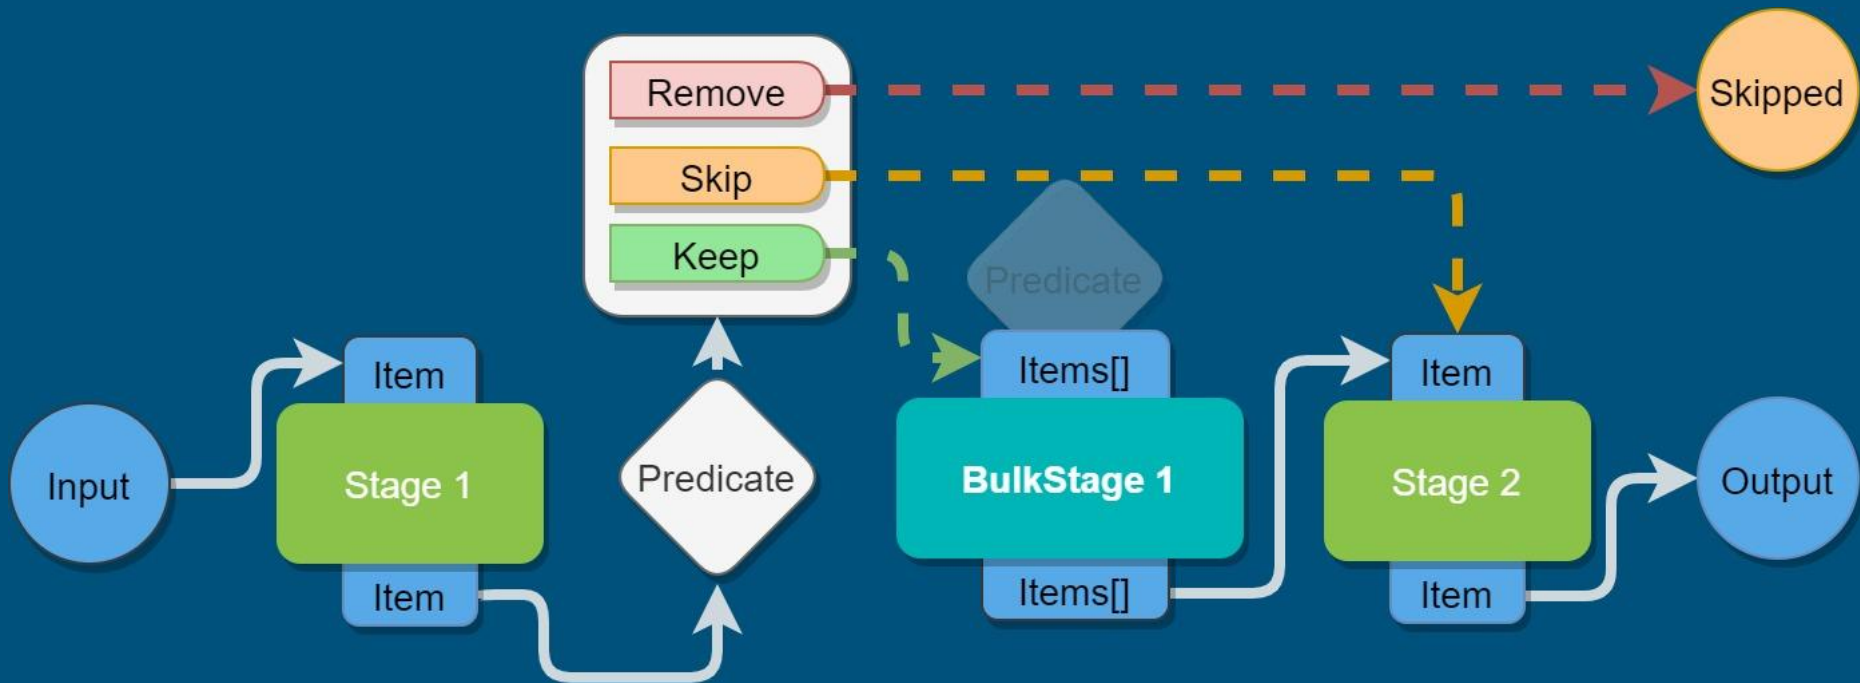 Remove
Skipped
Skip
Keep
Predicate
Item
Items[]
Item
Input
Stage 1
Predicate
BulkStage 1
Stage 2
Output
Item
Items[]
Item